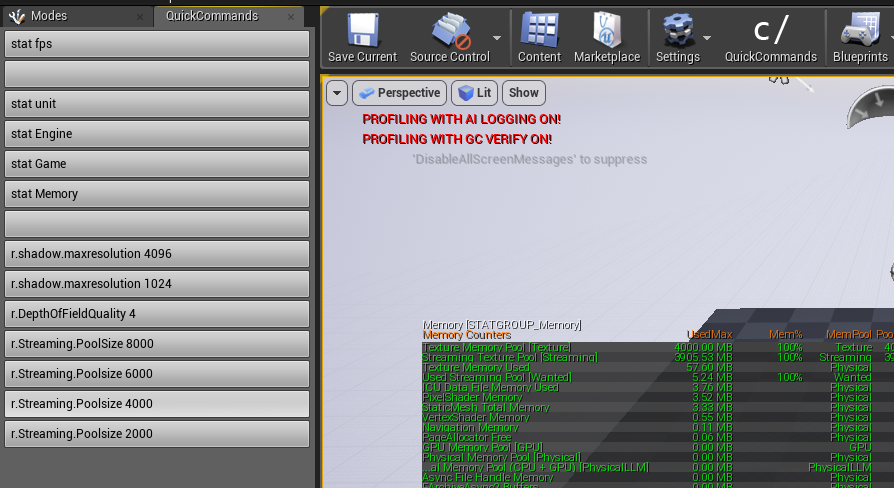 Modes
QuickCommands
stat fps
stat unit
stat Engine
stat Game
stat Memory
r.shadow.maxresolution 4096
r.shadow.maxresolution 1024
r.DepthOfFieldQuality 4
r.Streaming.PoolSize 8000
r.Streaming.Poolsize 6000
r.Streaming.Poolsize 4000
r.Streaming.Poolsize 2000
c/
Save Current
Source Control
Content
Marketplace
Settings
QuickCommands
Blueprints
Perspective
Lit
Show
PROFILING WITH AI LOGGING ON!
PROFILING WITH GC VERIFY ON!
'DisableAllScreenMessages' to suppress
Memory [STATGROUP_Memory]
Memory Counters UsedMax Mem% MemPool Poo
Texture Memory Pool [Texture] 4000.00 MB 100% Texture 40
Streaming Texture Pool [Streaming] 3905.53 MB 100% Streaming 39
Texture Memory Used 57.60 MB Physical
Used Streaming Pool [Wanted] 5.24 MB 100% Wanted
ICU Data File Memory Used 3.76 MB Physical
PixelShader Memory 3.52 MB Physical
StaticMesh Total Memory 3.33 MB Physical
VertexShader Memory 0.55 MB Physical
Navigation Memory 0.11 MB Physical
PageAllocator Free 0.06 MB Physical
GPU Memory Pool [GPU] 0.00 MB GPU
Physical Memory Pool [Physical] 0.00 MB Physical
...al Memory Pool (CPU + GPU) [PhysicalLLM] 0.00 MB PhysicalLLM
Async File Handle Memory 0.00 MB Physical
FArchiveAsync2 Buffers 0.00 MB Physical